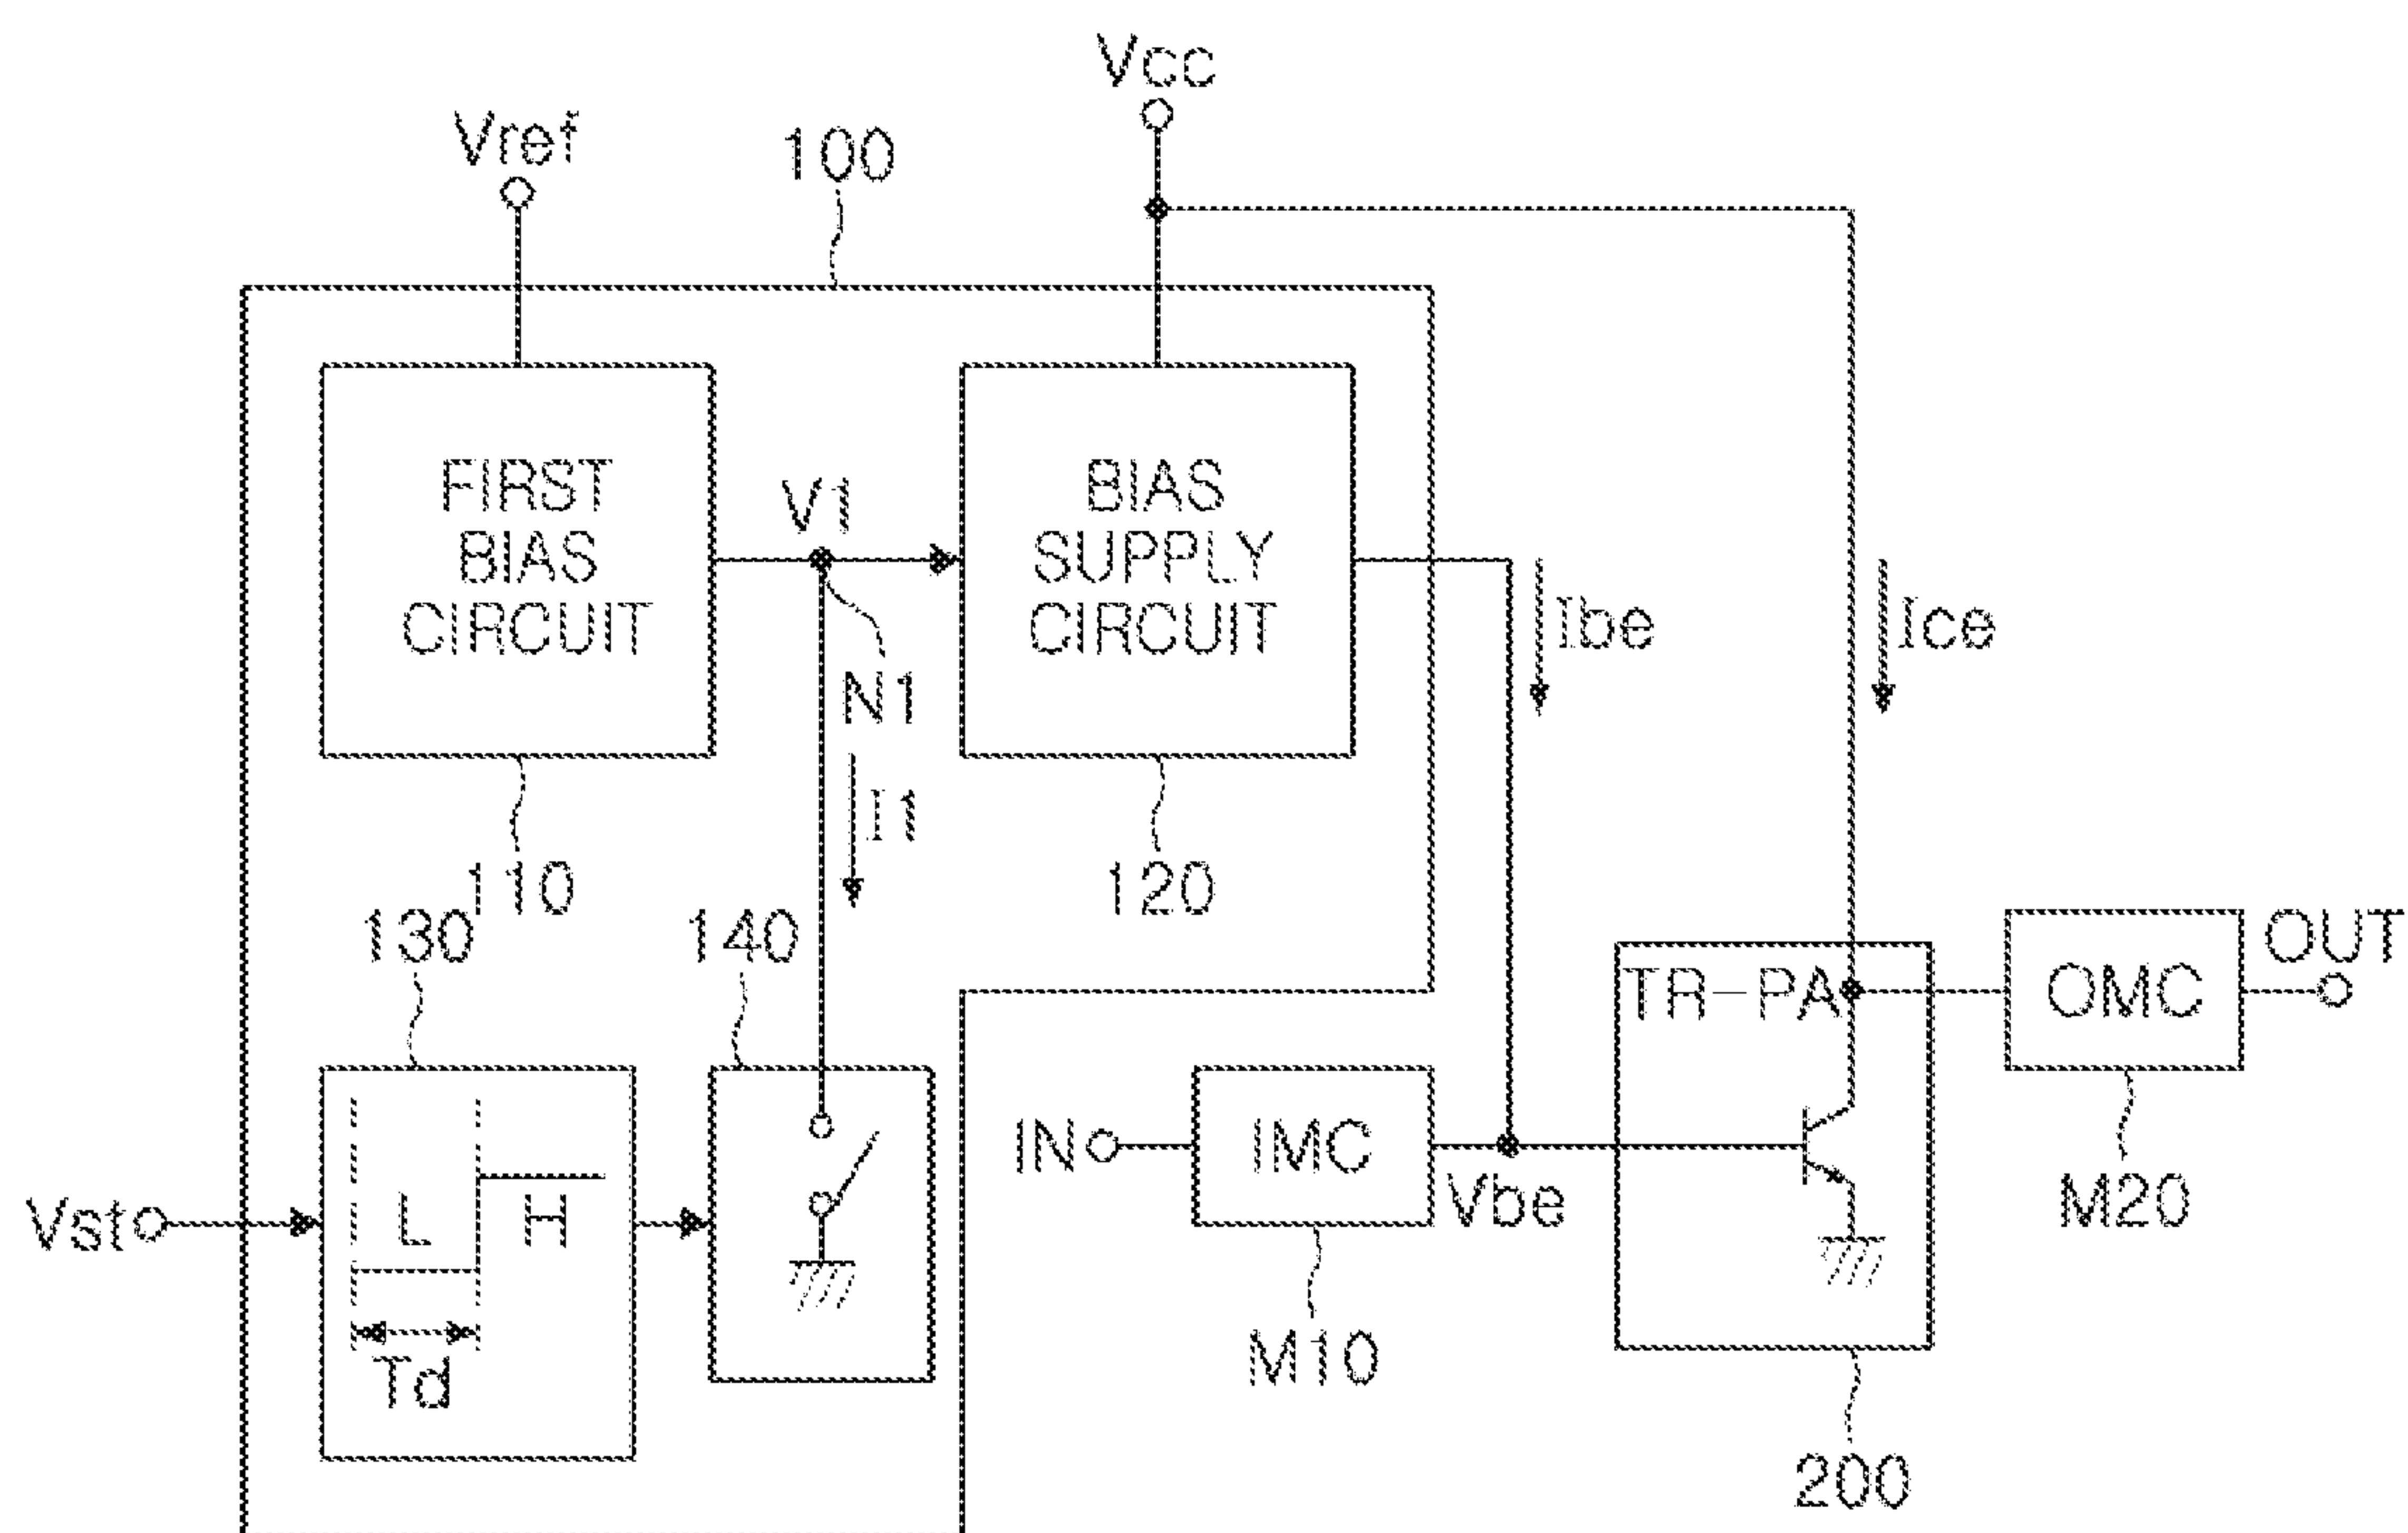 Vcc
Vref
100
FIRST
BIAS
CIRCUIT
V1
BIAS
SUPPLY
CIRCUIT
Ibe
Ice
N1
I1
110
120
130
140
TR-PA
OMC
OUT
IN
IMC
Vbe
M20
Vst
L
H
Td
M10
200